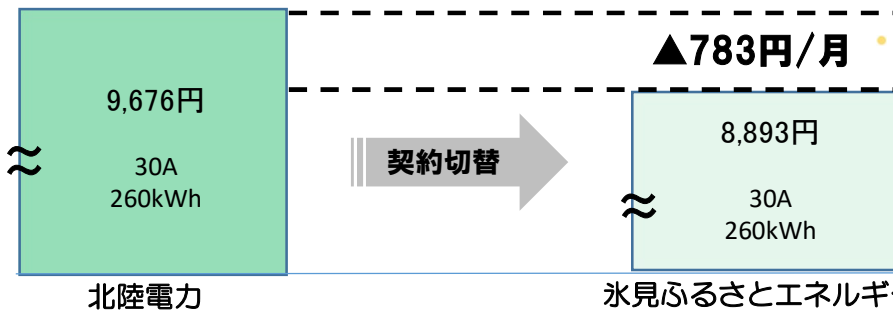 ▲783円/月
9,676円
30A
260kWh
契約切替
8,893円
30A
260kWh
北陸電力
氷見ふるさとエネルギ